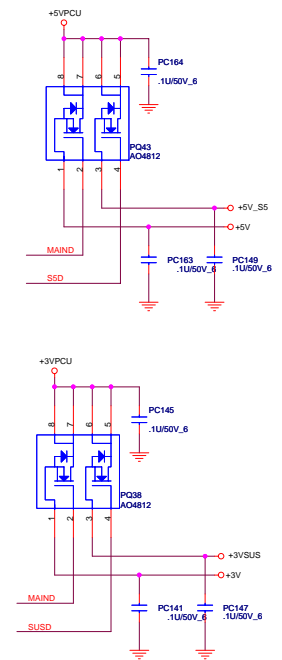 +5VPCU
PC164
.1U/50V_6
8 7 6 5
PQ43
AO4812
1 2 3 4
+5V_S5
+5V
MAIND
PC163 PC149
.1U/50V_6 .1U/50V_6
S5D
+3VPCU
PC145
.1U/50V_6
8 7 6 5
PQ38
AO4812
1 2 3 4
+3VSUS
+3V
MAIND
PC141 PC147
.1U/50V_6 .1U/50V_6
SUSD